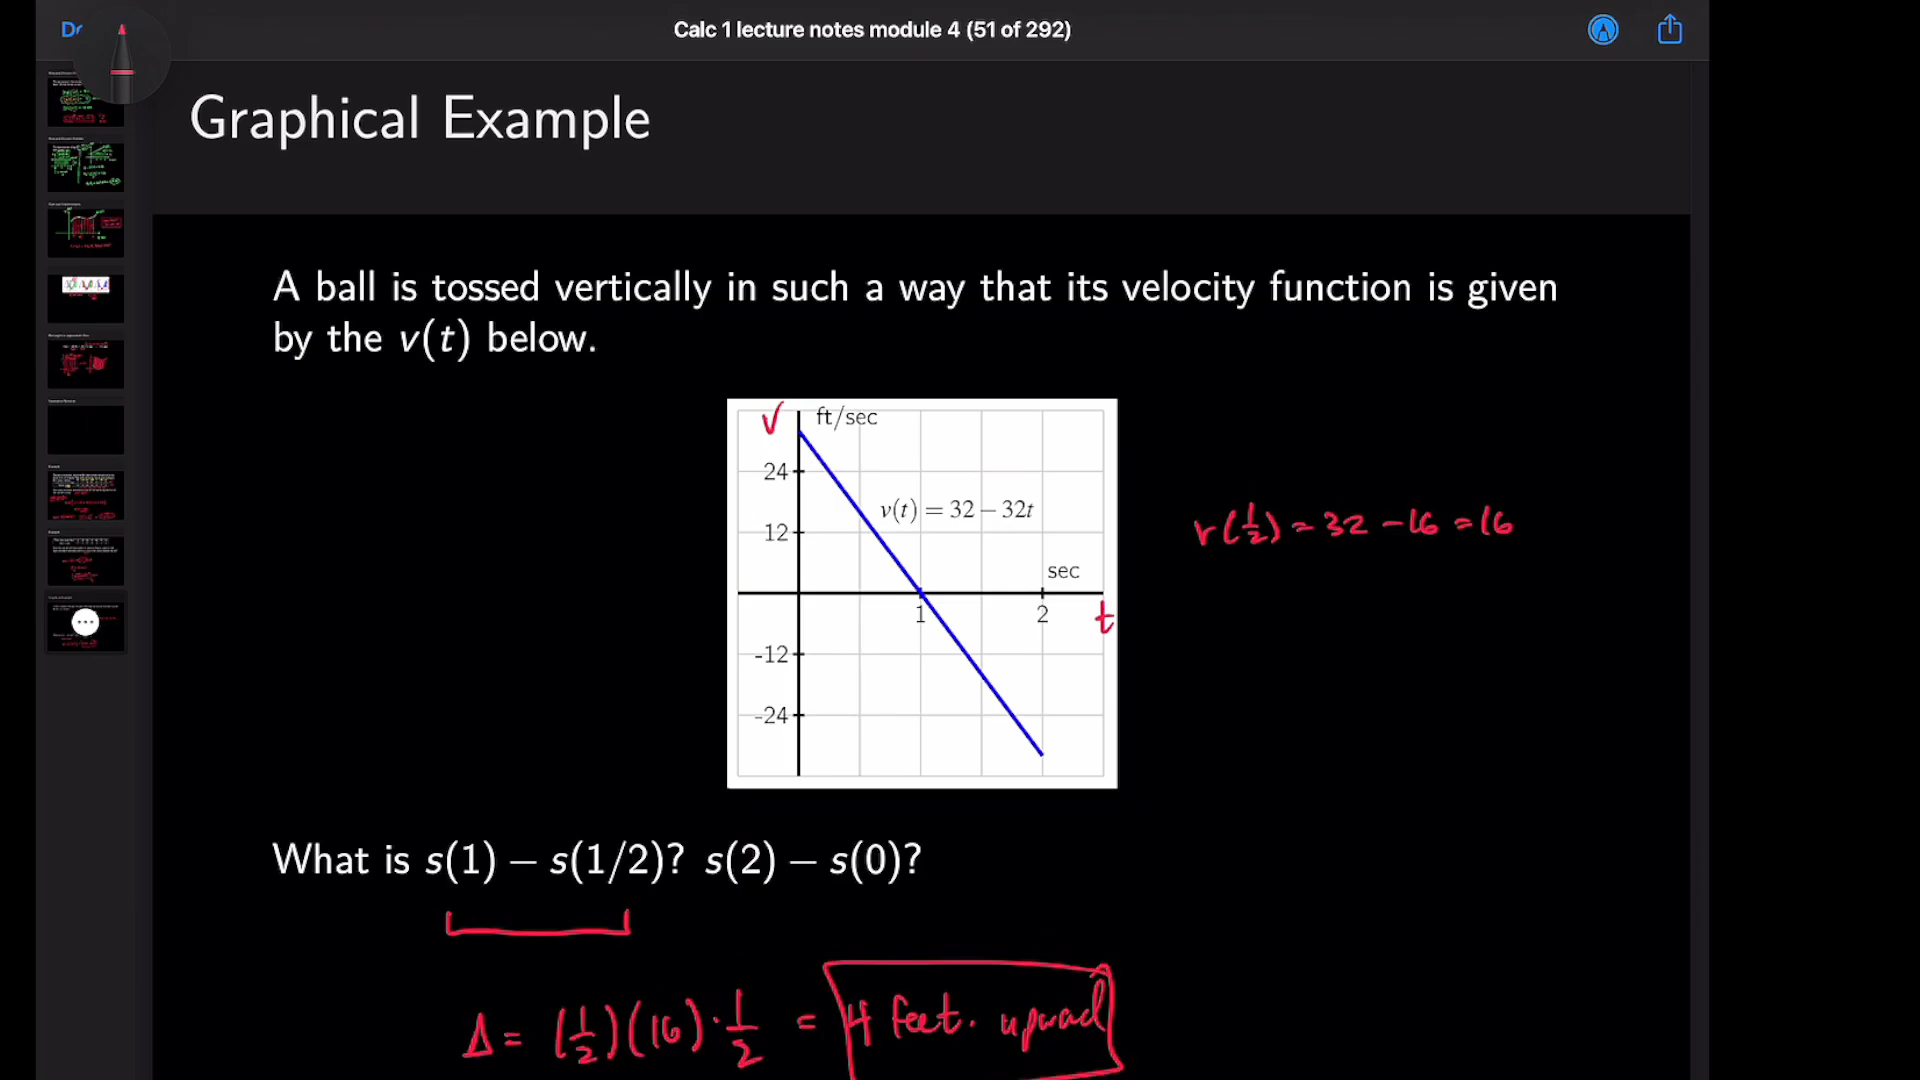 Dr
Calc 1 lecture notes module 4 (51 of 292)
Graphical Example
A ball is tossed vertically in such a way that its velocity function is given
by the v(t) below.
v
ft/sec
24
v(t) = 32 – 32t
12
sec
1
2
t
-12
-24
v(1/2) = 32 – 16 = 16
What is s(1) – s(1/2)? s(2) – s(0)?
Δ = (1/2)(16)·1/2 = 4 feet. upward